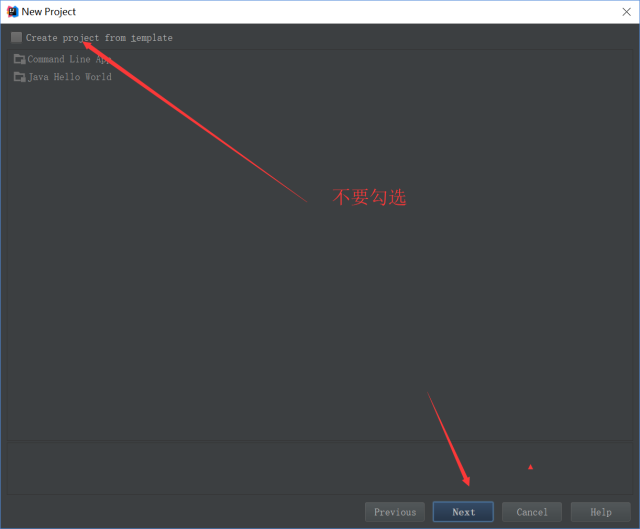 New Project
Create project from template
Command Line App
Java Hello World
不要勾选
Previous
Next
Cancel
Help